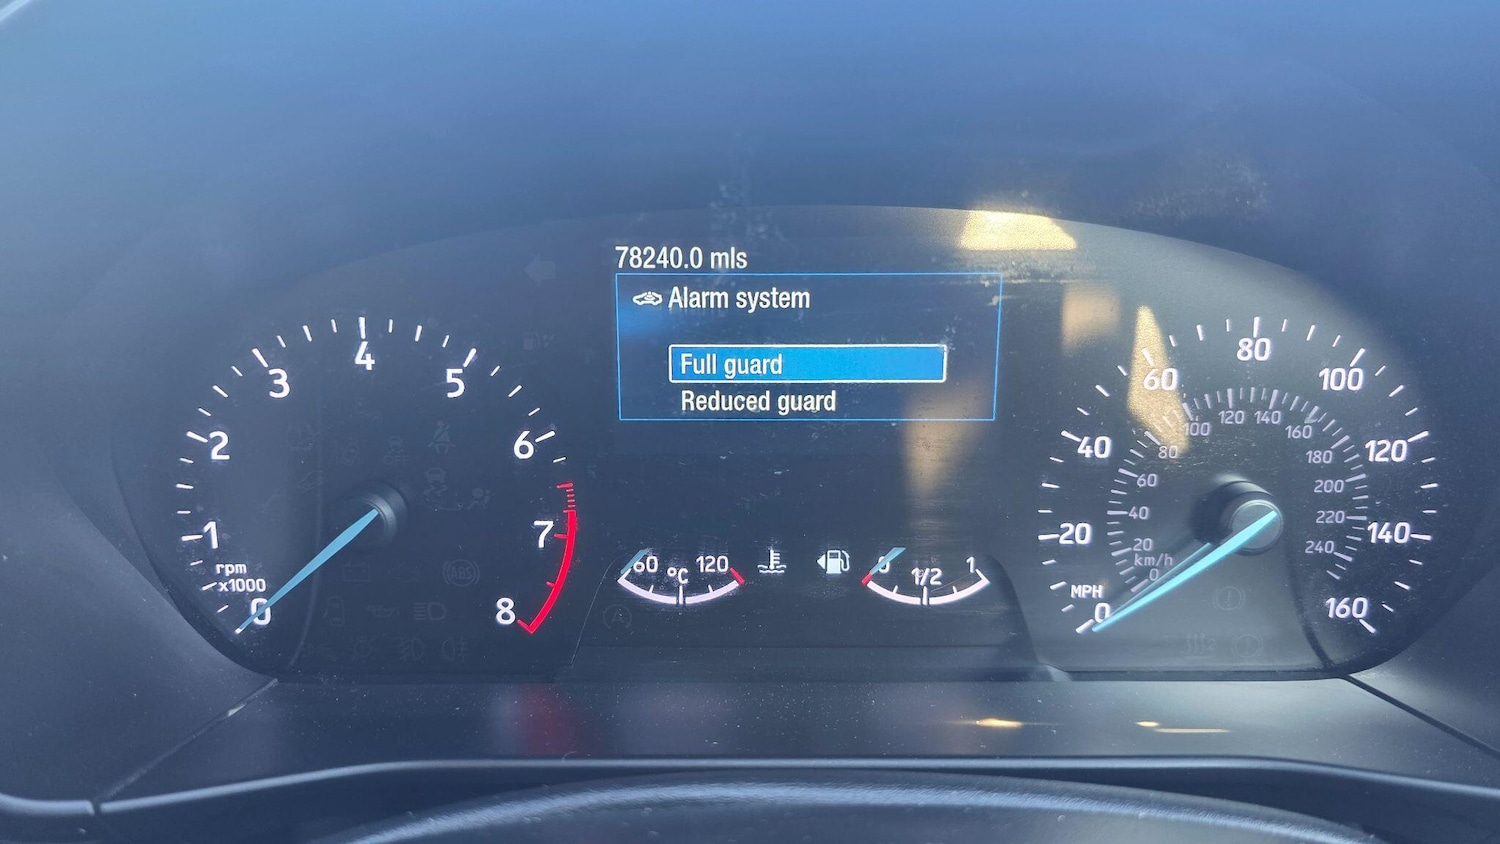 78240.0 mls
Alarm system
Full guard
Reduced guard
0 1 2 3 4 5 6 7 8
rpm
x1000
60 °C 120
0 1/2 1
0 20 40 60 80 100 120 140 160
MPH
0 20 40 60 80 100 120 140 160 180 200 220 240
km/h
ABS
A